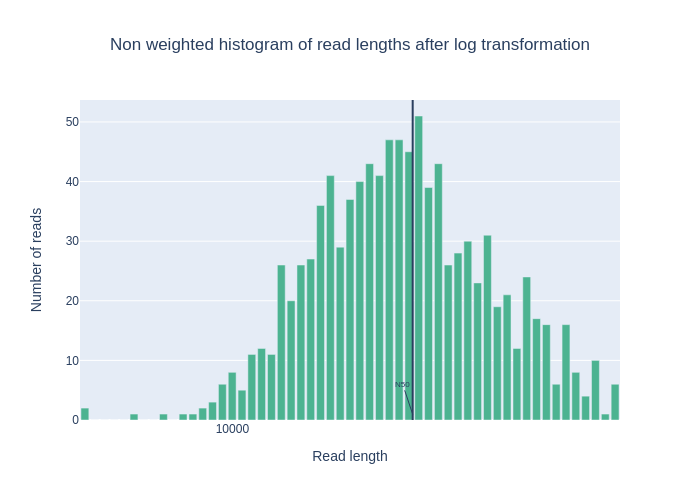 Non weighted histogram of read lengths after log transformation
Number of reads
50
40
30
20
10
0
N50
10000
Read length